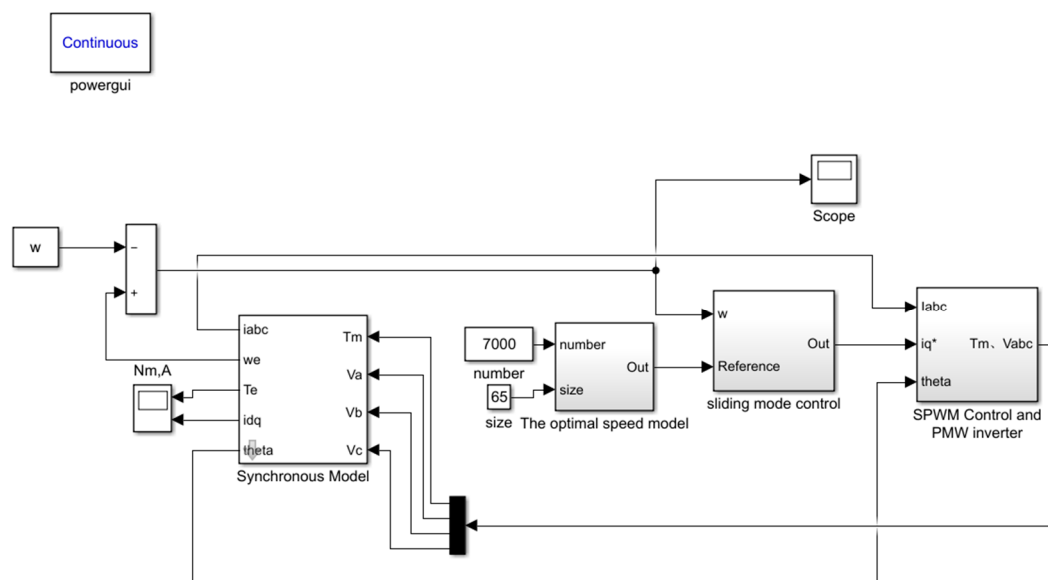 Continuous
powergui
Scope
w
−
+
iabc
we
Te
idq
theta
Tm
Va
Vb
Vc
Synchronous Model
Nm,A
7000
number
65
size
number
size
Out
The optimal speed model
w
Reference
Out
sliding mode control
Iabc
iq*
theta
Tm、Vabc
SPWM Control and
PMW inverter